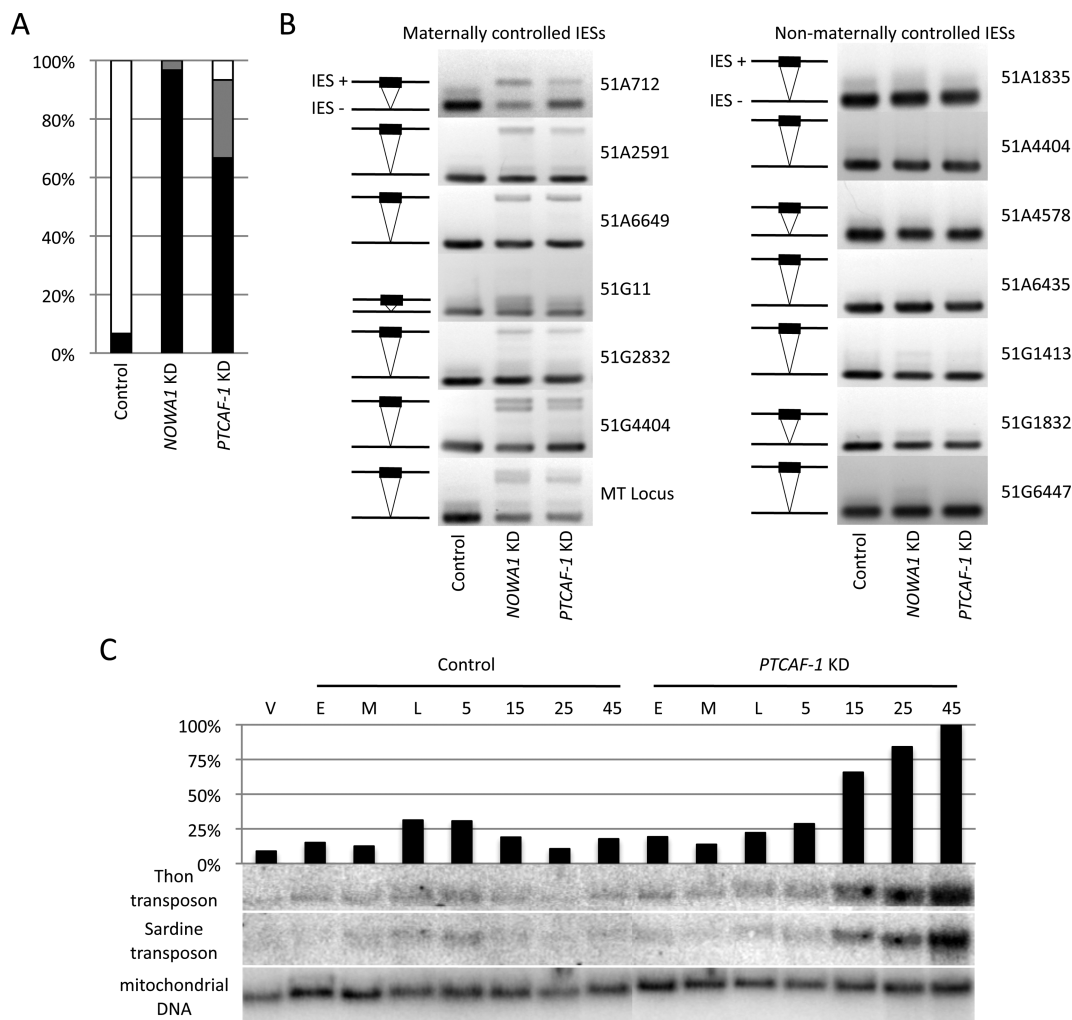 A
100%
80%
60%
40%
20%
0%
Control
NOWA1 KD
PTCAF-1 KD
B
Maternally controlled IESs
IES +
IES -
51A712
51A2591
51A6649
51G11
51G2832
51G4404
MT Locus
Control
NOWA1 KD
PTCAF-1 KD
Non-maternally controlled IESs
IES +
IES -
51A1835
51A4404
51A4578
51A6435
51G1413
51G1832
51G6447
Control
NOWA1 KD
PTCAF-1 KD
C
Control PTCAF-1 KD
V E M L 5 15 25 45 E M L 5 15 25 45
100%
75%
50%
25%
0%
Thon
transposon
Sardine
transposon
mitochondrial
DNA